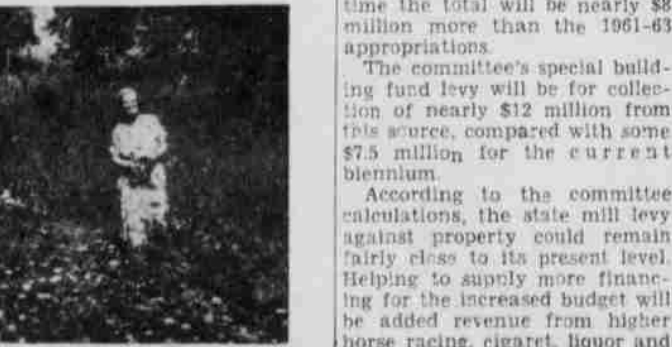 time the total will be nearly $8
million more than the 1961-63
appropriations.
The committee's special build-
ing fund levy will be for collec-
tion of nearly $12 million from
this source, compared with some
$7.5 million for the current
biennium.
According to the committee
calculations, the state mill levy
against property could remain
fairly close to its present level.
Helping to supply more financ-
ing for the increased budget will
be added revenue from higher
horse racing, cigaret, liquor and